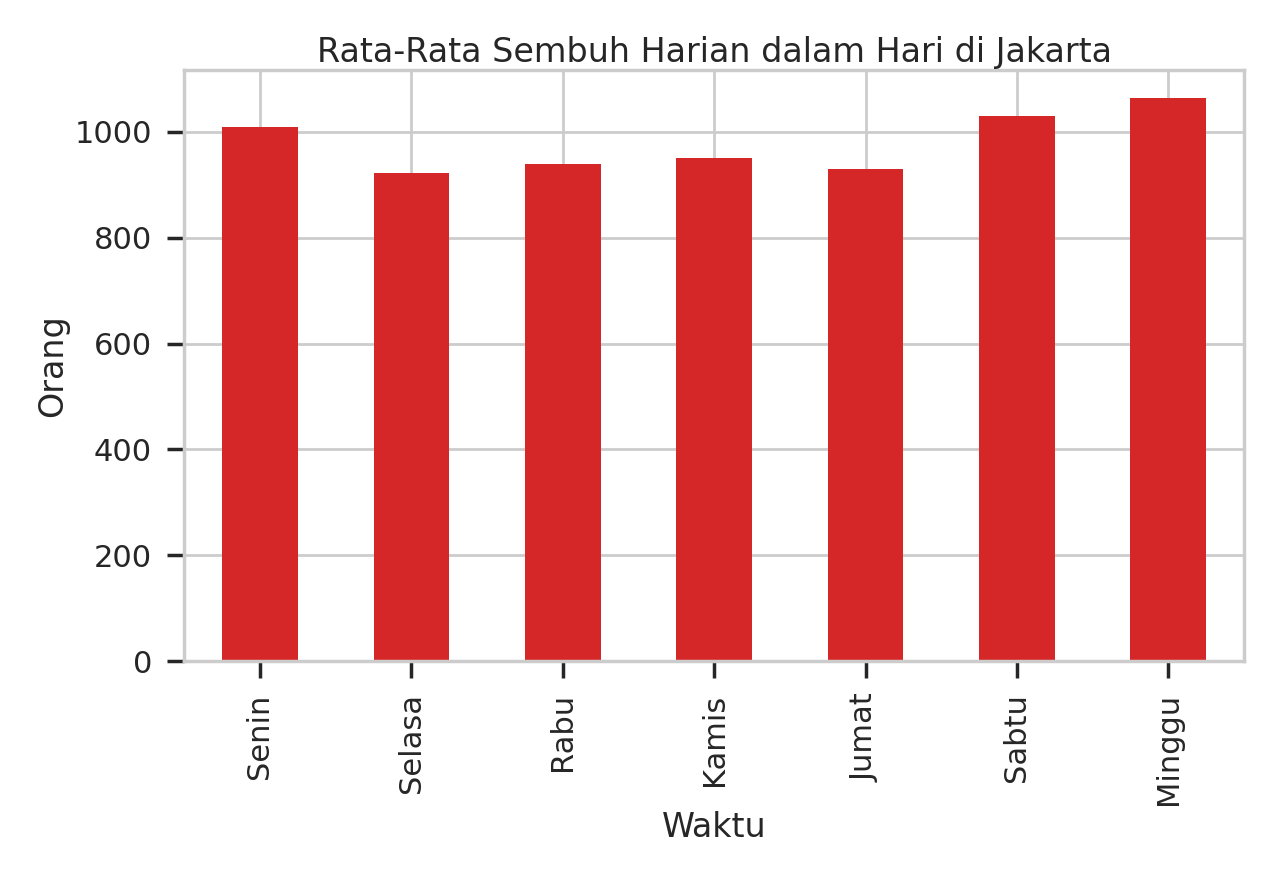 Rata-Rata Sembuh Harian dalam Hari di Jakarta
1000
800
600
400
200
0
Orang
Senin
Selasa
Rabu
Kamis
Jumat
Sabtu
Minggu
Waktu